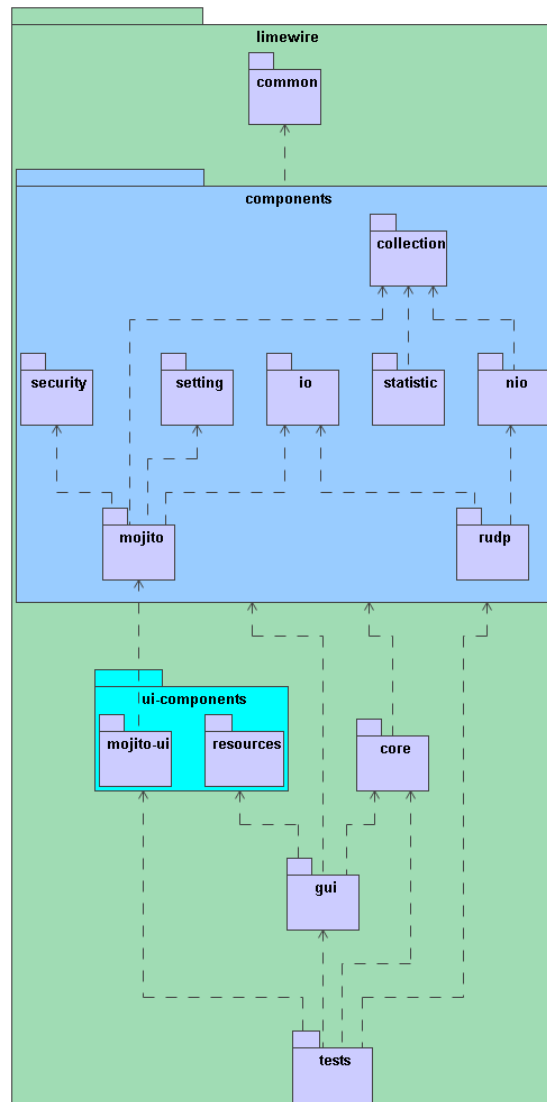 limewire
common
components
collection
security
setting
io
statistic
nio
mojito
rudp
ui-components
mojito-ui
resources
core
gui
tests